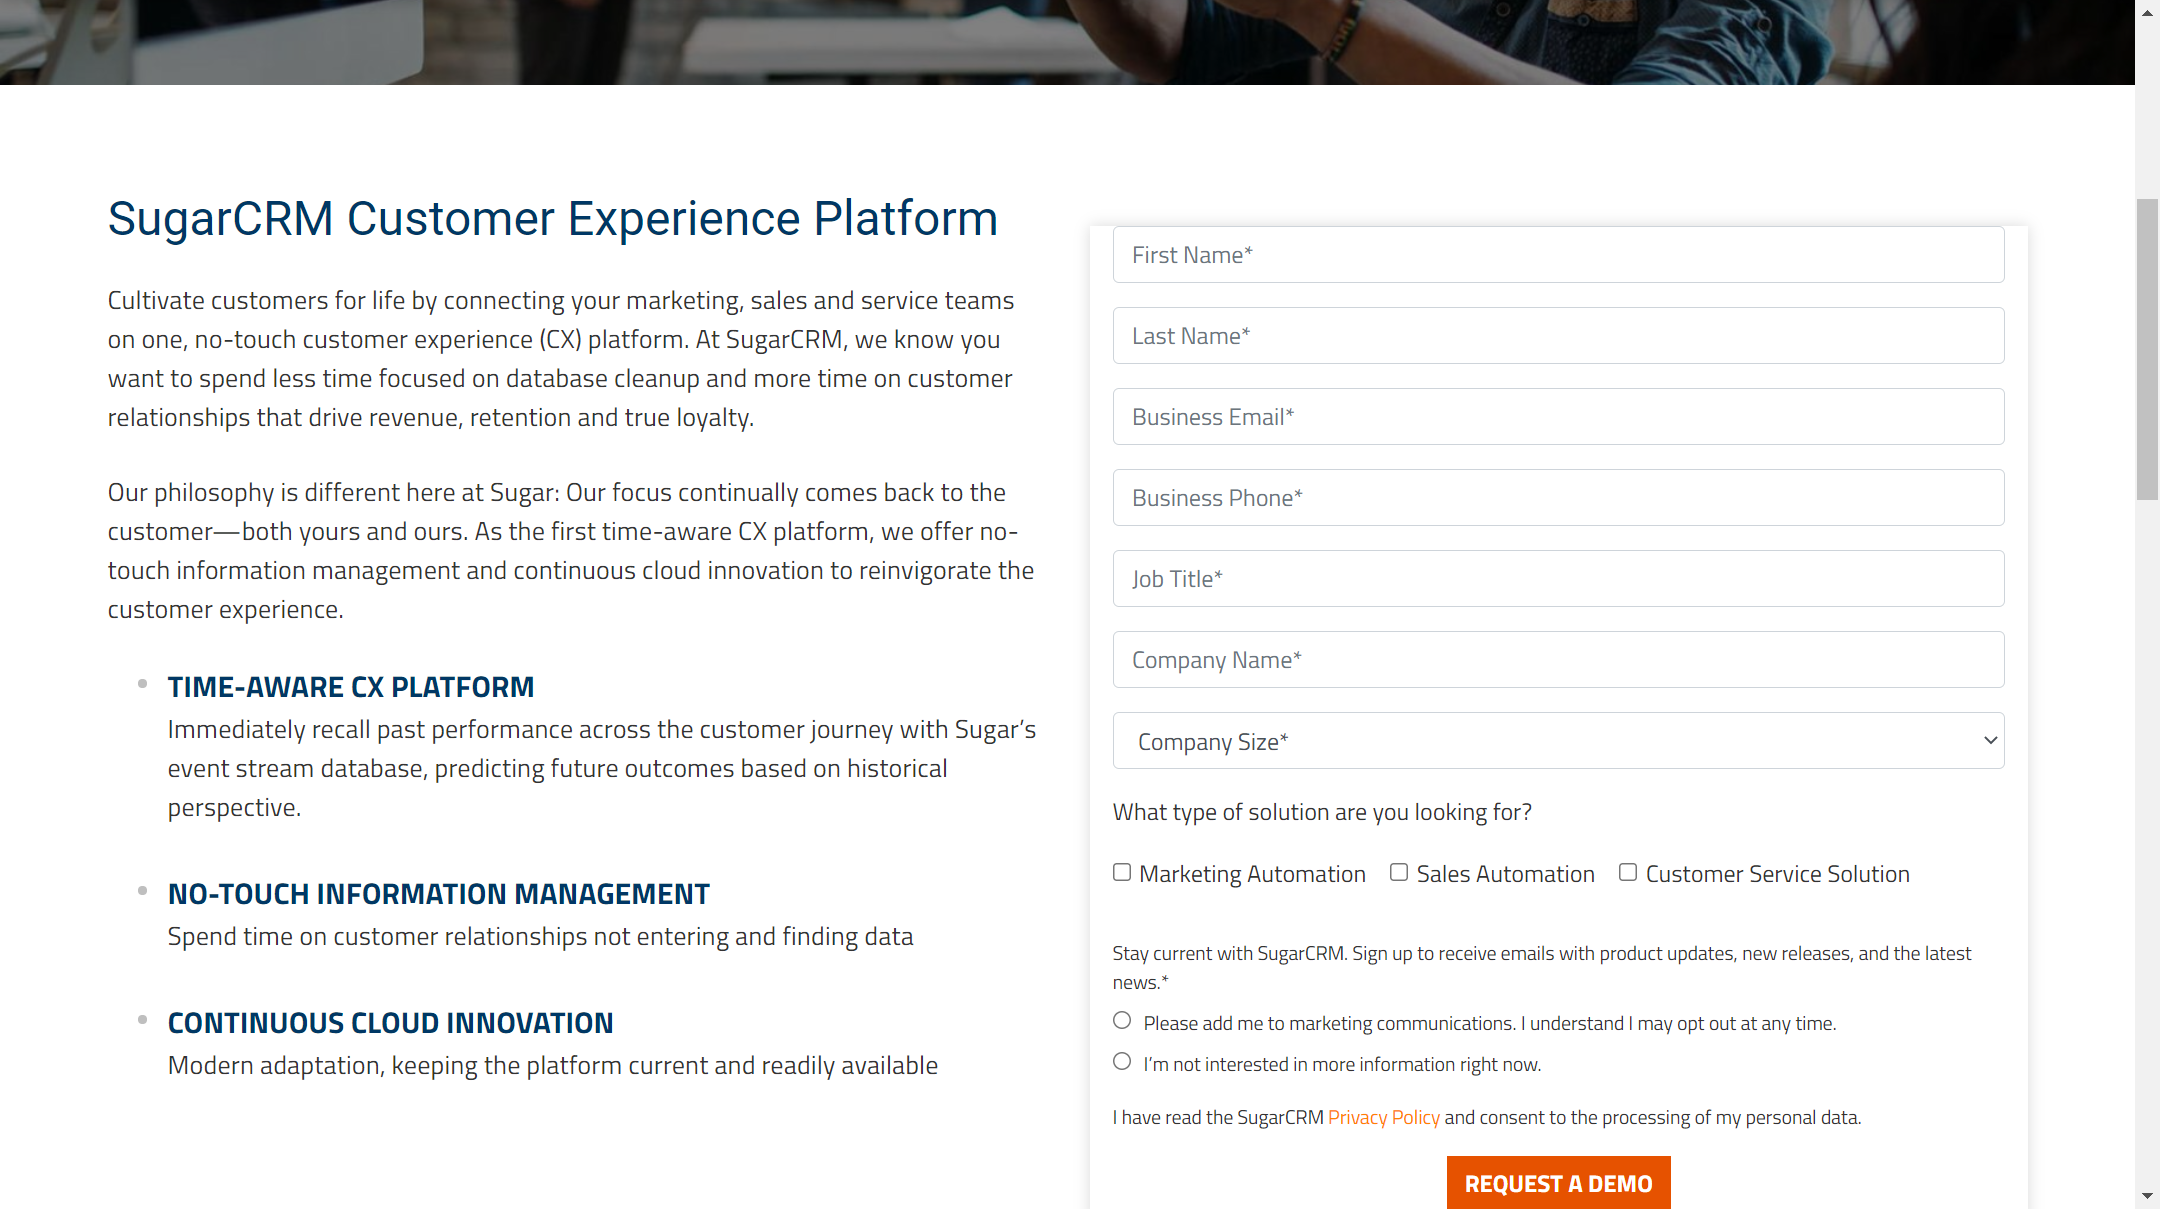 SugarCRM Customer Experience Platform
Cultivate customers for life by connecting your marketing, sales and service teams
on one, no-touch customer experience (CX) platform. At SugarCRM, we know you
want to spend less time focused on database cleanup and more time on customer
relationships that drive revenue, retention and true loyalty.
Our philosophy is different here at Sugar: Our focus continually comes back to the
customer—both yours and ours. As the first time-aware CX platform, we offer no-
touch information management and continuous cloud innovation to reinvigorate the
customer experience.
TIME-AWARE CX PLATFORM
Immediately recall past performance across the customer journey with Sugar’s
event stream database, predicting future outcomes based on historical
perspective.
NO-TOUCH INFORMATION MANAGEMENT
Spend time on customer relationships not entering and finding data
CONTINUOUS CLOUD INNOVATION
Modern adaptation, keeping the platform current and readily available
First Name*
Last Name*
Business Email*
Business Phone*
Job Title*
Company Name*
Company Size*
What type of solution are you looking for?
Marketing Automation Sales Automation Customer Service Solution
Stay current with SugarCRM. Sign up to receive emails with product updates, new releases, and the latest
news.*
Please add me to marketing communications. I understand I may opt out at any time.
I’m not interested in more information right now.
I have read the SugarCRM Privacy Policy and consent to the processing of my personal data.
REQUEST A DEMO